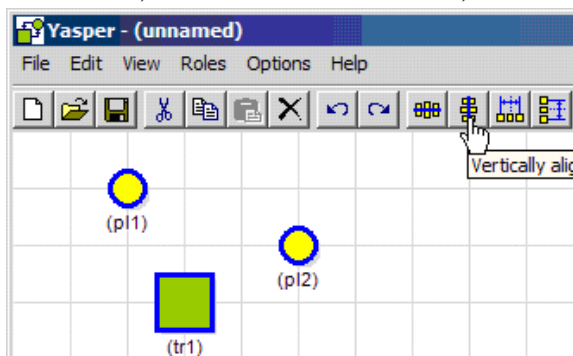 Yasper - (unnamed)
File Edit View Roles Options Help
Vertically alig
(pl1)
(pl2)
(tr1)